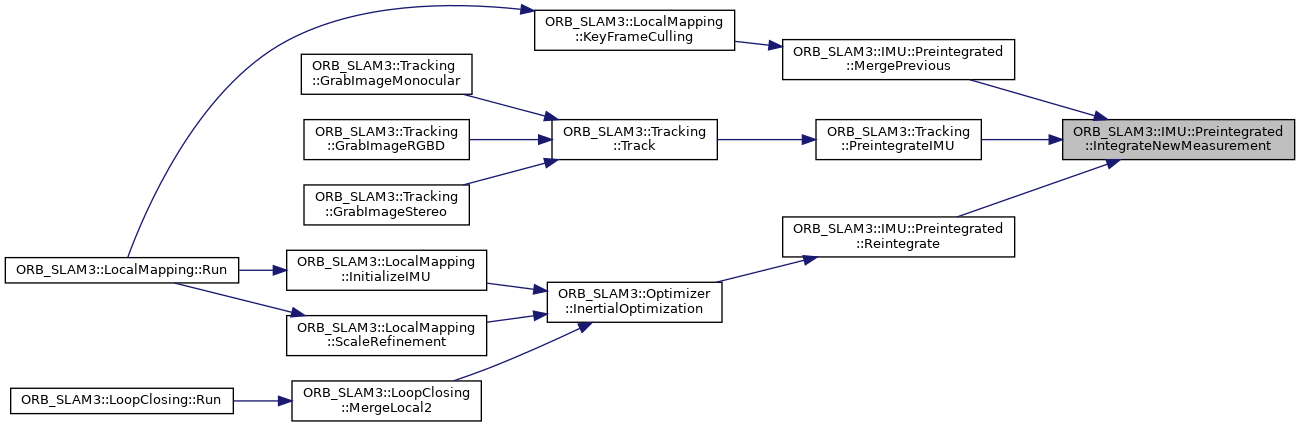 ORB_SLAM3::LocalMapping
::KeyFrameCulling
ORB_SLAM3::IMU::Preintegrated
::MergePrevious
ORB_SLAM3::Tracking
::GrabImageMonocular
ORB_SLAM3::Tracking
::GrabImageRGBD
ORB_SLAM3::Tracking
::Track
ORB_SLAM3::Tracking
::PreintegrateIMU
ORB_SLAM3::IMU::Preintegrated
::IntegrateNewMeasurement
ORB_SLAM3::Tracking
::GrabImageStereo
ORB_SLAM3::IMU::Preintegrated
::Reintegrate
ORB_SLAM3::LocalMapping::Run
ORB_SLAM3::LocalMapping
::InitializeIMU
ORB_SLAM3::Optimizer
::InertialOptimization
ORB_SLAM3::LocalMapping
::ScaleRefinement
ORB_SLAM3::LoopClosing::Run
ORB_SLAM3::LoopClosing
::MergeLocal2